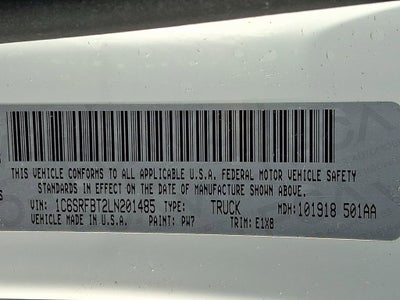 THIS VEHICLE CONFORMS TO ALL APPLICABLE U.S.A. FEDERAL MOTOR VEHICLE SAFETY
STANDARDS IN EFFECT ON THE DATE OF MANUFACTURE SHOWN ABOVE.
VIN: 1C6SRFBT2LN201485 TYPE: TRUCK MDH: 101918 501AA
VEHICLE MADE IN U.S.A. PAINT: PW7 TRIM: E1X8